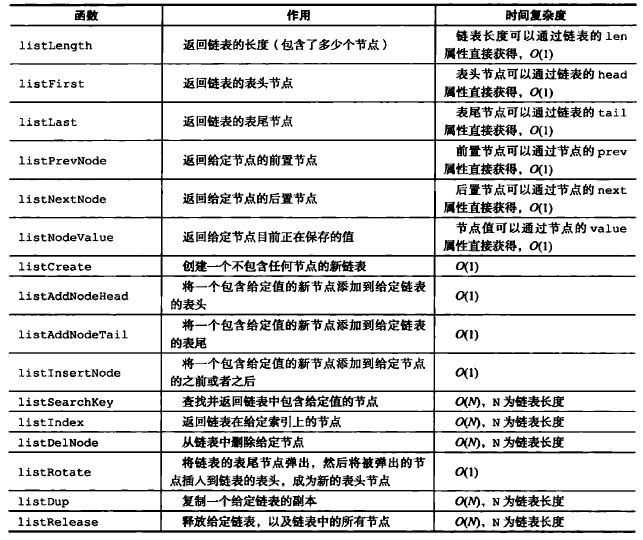 函数 作用 时间复杂度
listLength 返回链表的长度（包含了多少个节点） 链表长度可以通过链表的 len
属性直接获得，O(1)
listFirst 返回链表的表头节点 表头节点可以通过链表的 head
属性直接获得，O(1)
listLast 返回链表的表尾节点 表尾节点可以通过链表的 tail
属性直接获得，O(1)
listPrevNode 返回给定节点的前置节点 前置节点可以通过节点的 prev
属性直接获得，O(1)
listNextNode 返回给定节点的后置节点 后置节点可以通过节点的 next
属性直接获得，O(1)
listNodeValue 返回给定节点目前正在保存的值 节点值可以通过节点的 value
属性直接获得，O(1)
listCreate 创建一个不包含任何节点的新链表 O(1)
listAddNodeHead 将一个包含给定值的新节点添加到给定链表
的表头 O(1)
listAddNodeTail 将一个包含给定值的新节点添加到给定链表
的表尾 O(1)
listInsertNode 将一个包含给定值的新节点添加到给定节点
的之前或者之后 O(1)
listSearchKey 查找并返回链表中包含给定值的节点 O(N)，N 为链表长度
listIndex 返回链表在给定索引上的节点 O(N)，N 为链表长度
listDelNode 从链表中删除给定节点 O(N)，N 为链表长度
listRotate 将链表的表尾节点弹出，然后将被弹出的节
点插入到链表的表头，成为新的表头节点 O(1)
listDup 复制一个给定链表的副本 O(N)，N 为链表长度
listRelease 释放给定链表，以及链表中的所有节点 O(N)，N 为链表长度